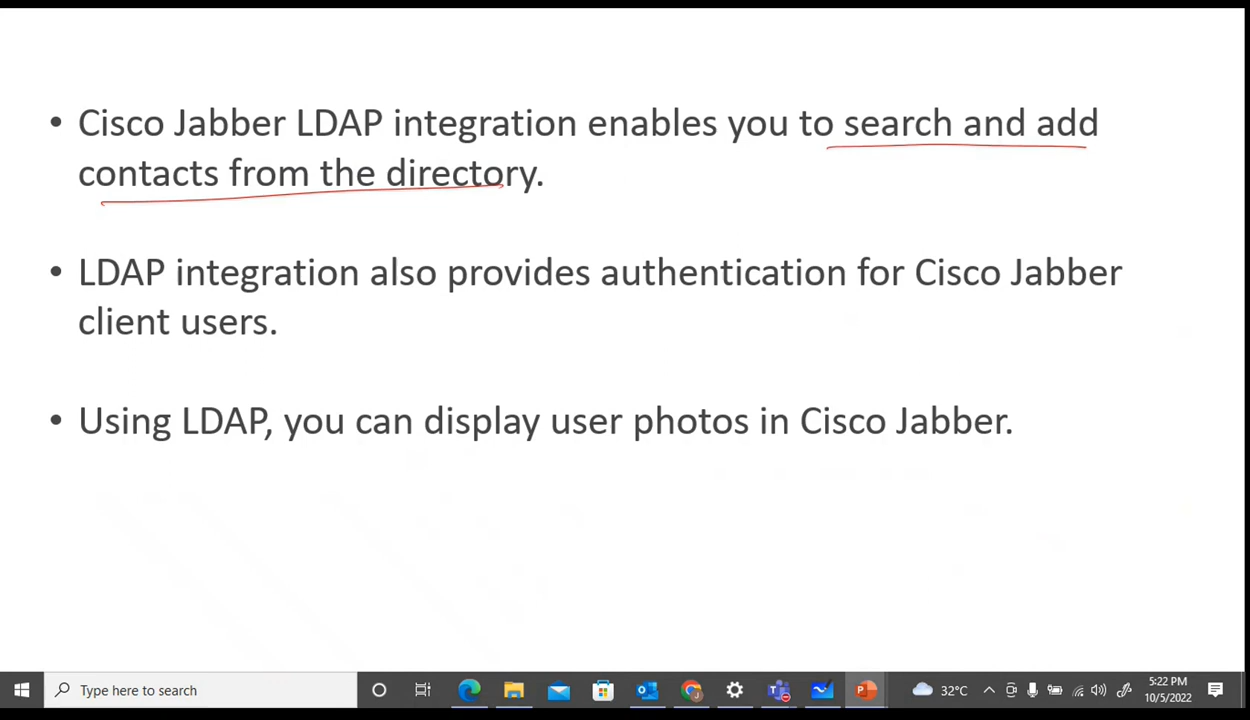 • Cisco Jabber LDAP integration enables you to search and add
contacts from the directory.
• LDAP integration also provides authentication for Cisco Jabber
client users.
• Using LDAP, you can display user photos in Cisco Jabber.
Type here to search
32°C
5:22 PM
10/5/2022